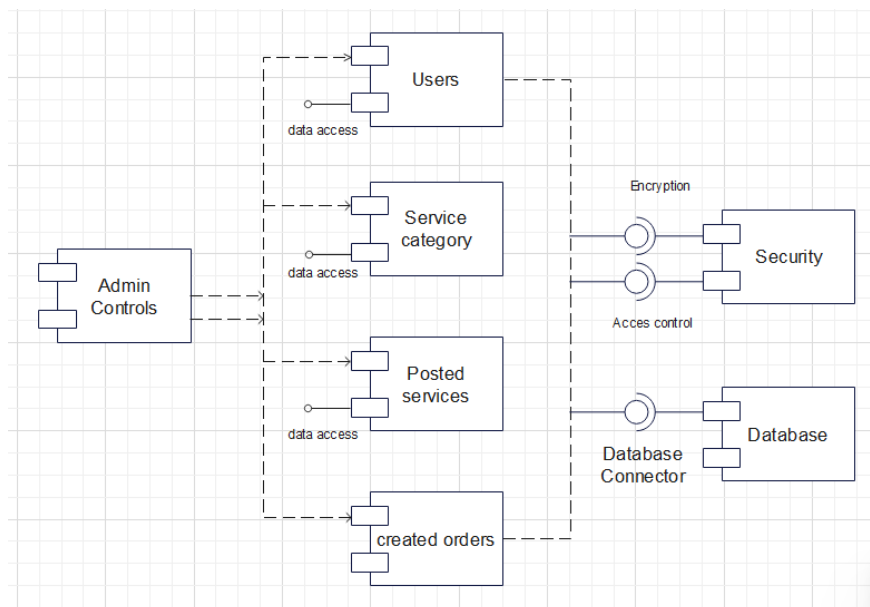 Users
data access
Encryption
Service
category
data access
Security
Admin
Controls
Acces control
Posted
services
data access
Database
Database
Connector
created orders